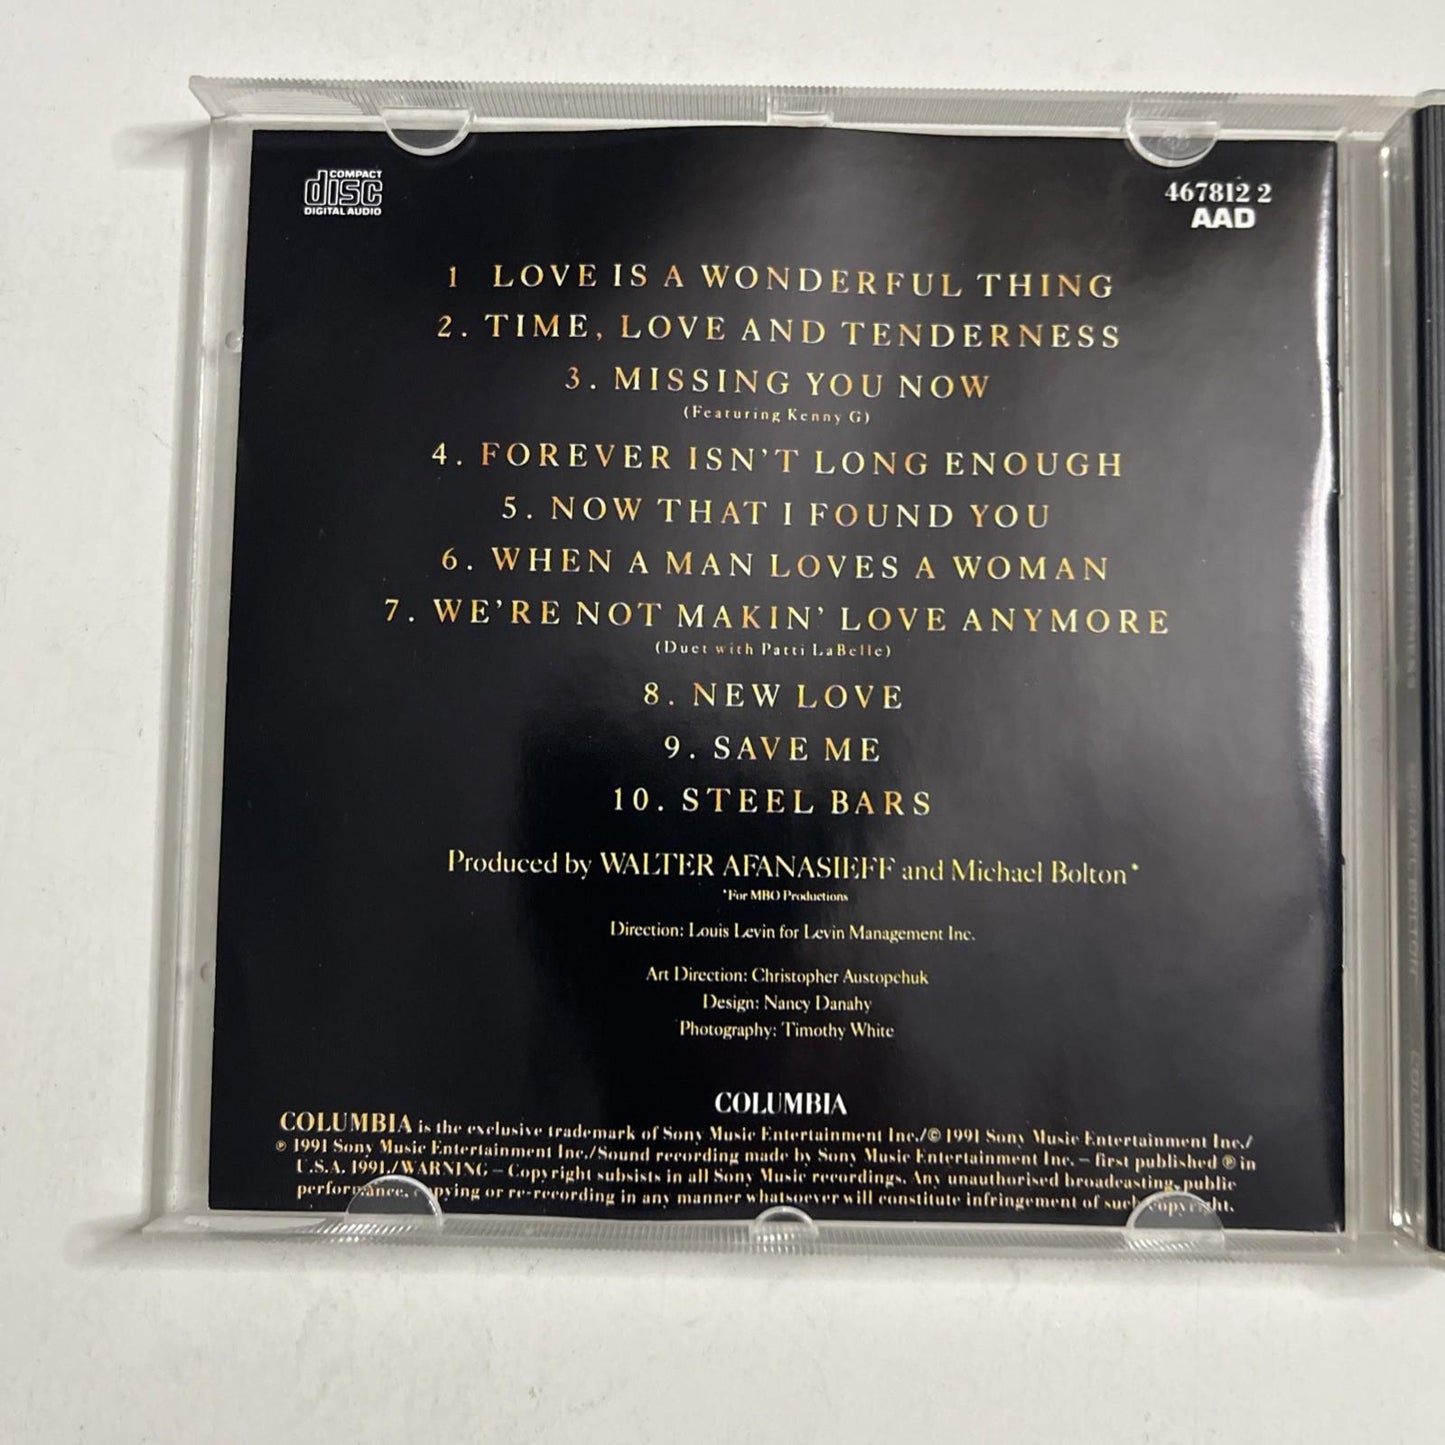 COMPACT
disc
DIGITAL AUDIO
467812 2
AAD
1 LOVE IS A WONDERFUL THING
2. TIME, LOVE AND TENDERNESS
3. MISSING YOU NOW
(Featuring Kenny G)
4. FOREVER ISN'T LONG ENOUGH
5. NOW THAT I FOUND YOU
6. WHEN A MAN LOVES A WOMAN
7. WE'RE NOT MAKIN' LOVE ANYMORE
(Duet with Patti LaBelle)
8. NEW LOVE
9. SAVE ME
10. STEEL BARS
Produced by WALTER AFANASIEFF and Michael Bolton*
*For MBO Productions
Direction: Louis Levin for Levin Management Inc.
Art Direction: Christopher Austopchuk
Design: Nancy Danahy
Photography: Timothy White
COLUMBIA
COLUMBIA is the exclusive trademark of Sony Music Entertainment Inc./© 1991 Sony Music Entertainment Inc./
℗ 1991 Sony Music Entertainment Inc./Sound recording made by Sony Music Entertainment Inc. – first published ℗ in
U.S.A. 1991./WARNING – Copyright subsists in all Sony Music recordings. Any unauthorised broadcasting, public
performance, copying or re-recording in any manner whatsoever will constitute infringement of such copyright.
MICHAEL BOLTON
COLUMBIA